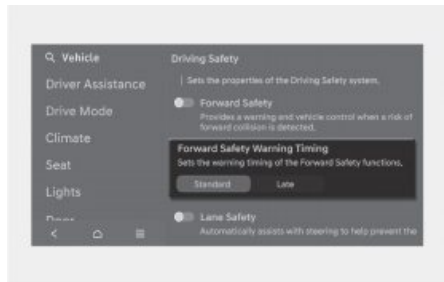 Vehicle
Driver Assistance
Drive Mode
Climate
Seat
Lights
Door
Driving Safety
Sets the properties of the Driving Safety system.
Forward Safety
Provides a warning and vehicle control when a risk of
forward collision is detected.
Forward Safety Warning Timing
Sets the warning timing of the Forward Safety functions.
Standard
Late
Lane Safety
Automatically assists with steering to help prevent the